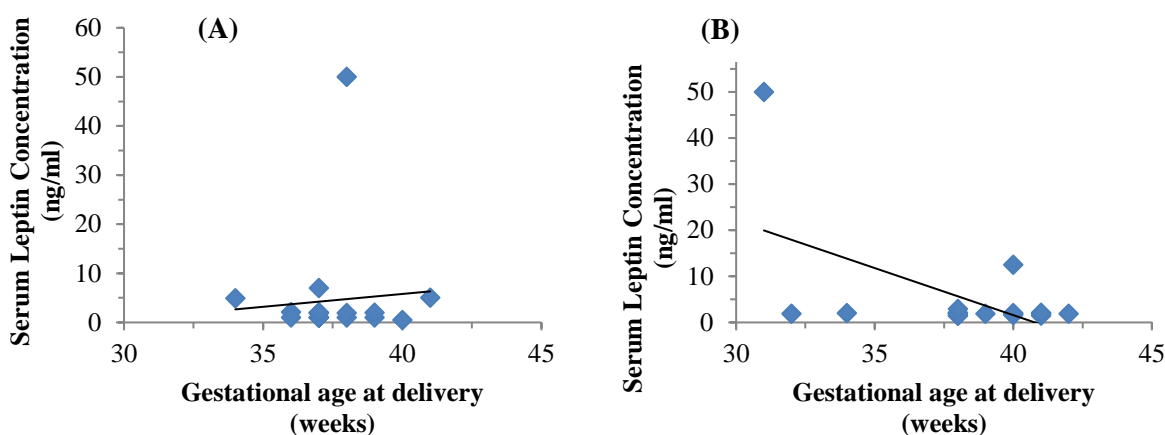 (A)
Serum Leptin Concentration
(ng/ml)
60
50
40
30
20
10
0
30 35 40 45
Gestational age at delivery
(weeks)
(B)
Serum Leptin Concentration
(ng/ml)
50
40
30
20
10
0
30 35 40 45
Gestational age at delivery
(weeks)